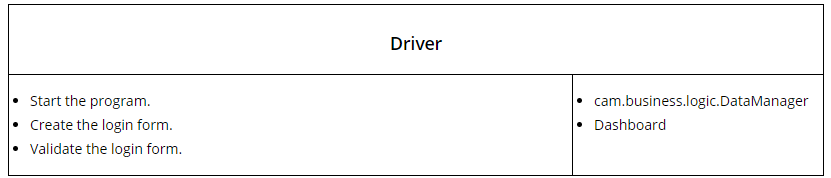 Driver
Start the program.
Create the login form.
Validate the login form.
cam.business.logic.DataManager
Dashboard